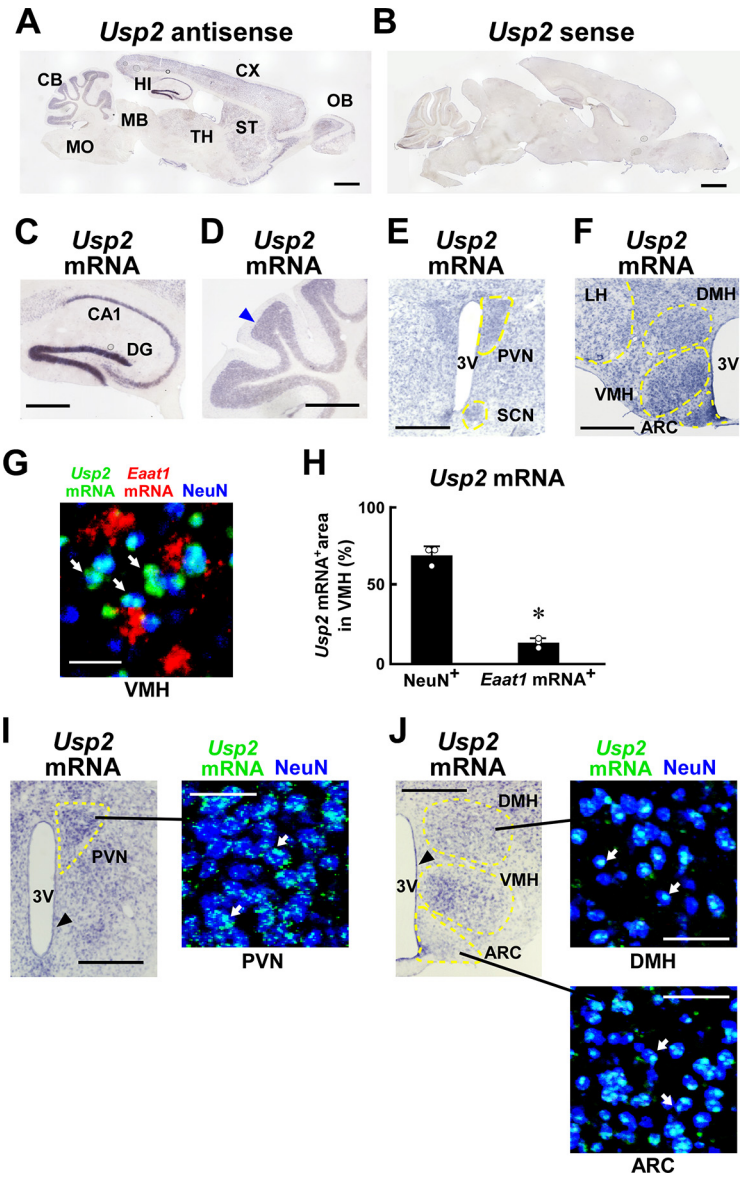 A
Usp2 antisense
CB
HI
CX
OB
MB
ST
MO
TH
B
Usp2 sense
C
Usp2
mRNA
CA1
DG
D
Usp2
mRNA
E
Usp2
mRNA
3V
PVN
SCN
F
Usp2
mRNA
LH
DMH
3V
VMH
ARC
G
Usp2 Eaat1
mRNA mRNA NeuN
VMH
H
Usp2 mRNA
Usp2 mRNA+area
in VMH (%)
100
50
0
*
NeuN+
Eaat1 mRNA+
I
Usp2
mRNA
PVN
3V
Usp2
mRNA NeuN
PVN
J
Usp2
mRNA
DMH
3V
VMH
ARC
Usp2
mRNA NeuN
DMH
ARC